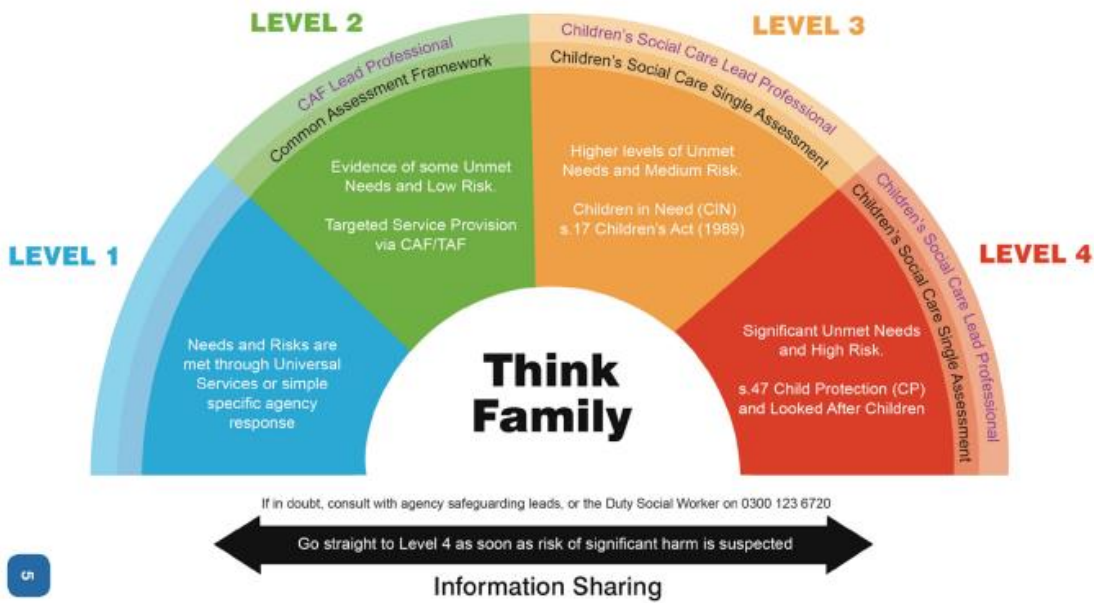 LEVEL 1
Needs and Risks are
met through Universal
Services or simple
specific agency
response
LEVEL 2
CAF Lead Professional
Common Assessment Framework
Evidence of some Unmet
Needs and Low Risk.
Targeted Service Provision
via CAF/TAF
LEVEL 3
Children's Social Care Lead Professional
Children's Social Care Single Assessment
Higher levels of Unmet
Needs and Medium Risk.
Children in Need (CIN)
s.17 Children's Act (1989)
LEVEL 4
Children's Social Care Lead Professional
Children's Social Care Single Assessment
Significant Unmet Needs
and High Risk.
s.47 Child Protection (CP)
and Looked After Children
Think
Family
If in doubt, consult with agency safeguarding leads, or the Duty Social Worker on 0300 123 6720
Go straight to Level 4 as soon as risk of significant harm is suspected
Information Sharing
5